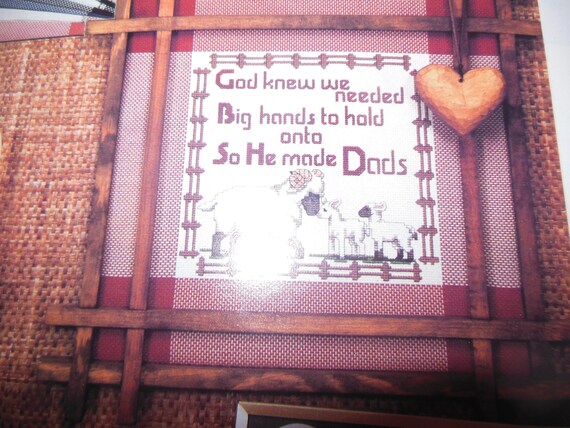 God knew we
needed
Big hands to hold
onto
So He made Dads